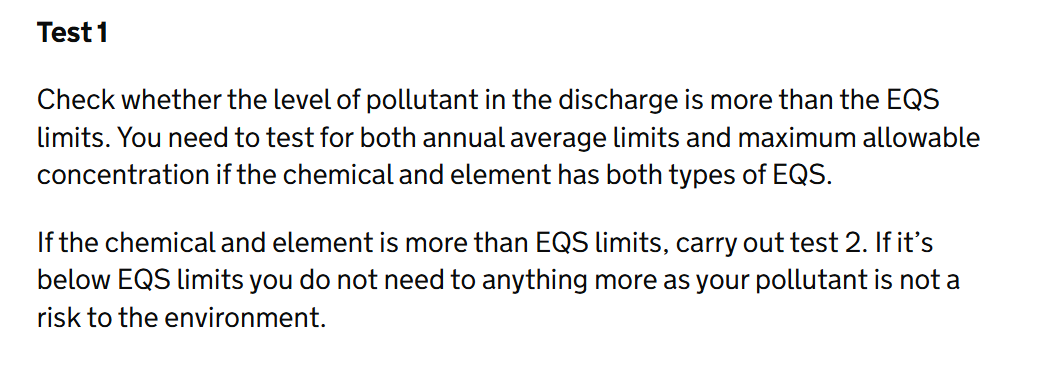 Test 1
Check whether the level of pollutant in the discharge is more than the EQS
limits. You need to test for both annual average limits and maximum allowable
concentration if the chemical and element has both types of EQS.
If the chemical and element is more than EQS limits, carry out test 2. If it’s
below EQS limits you do not need to anything more as your pollutant is not a
risk to the environment.